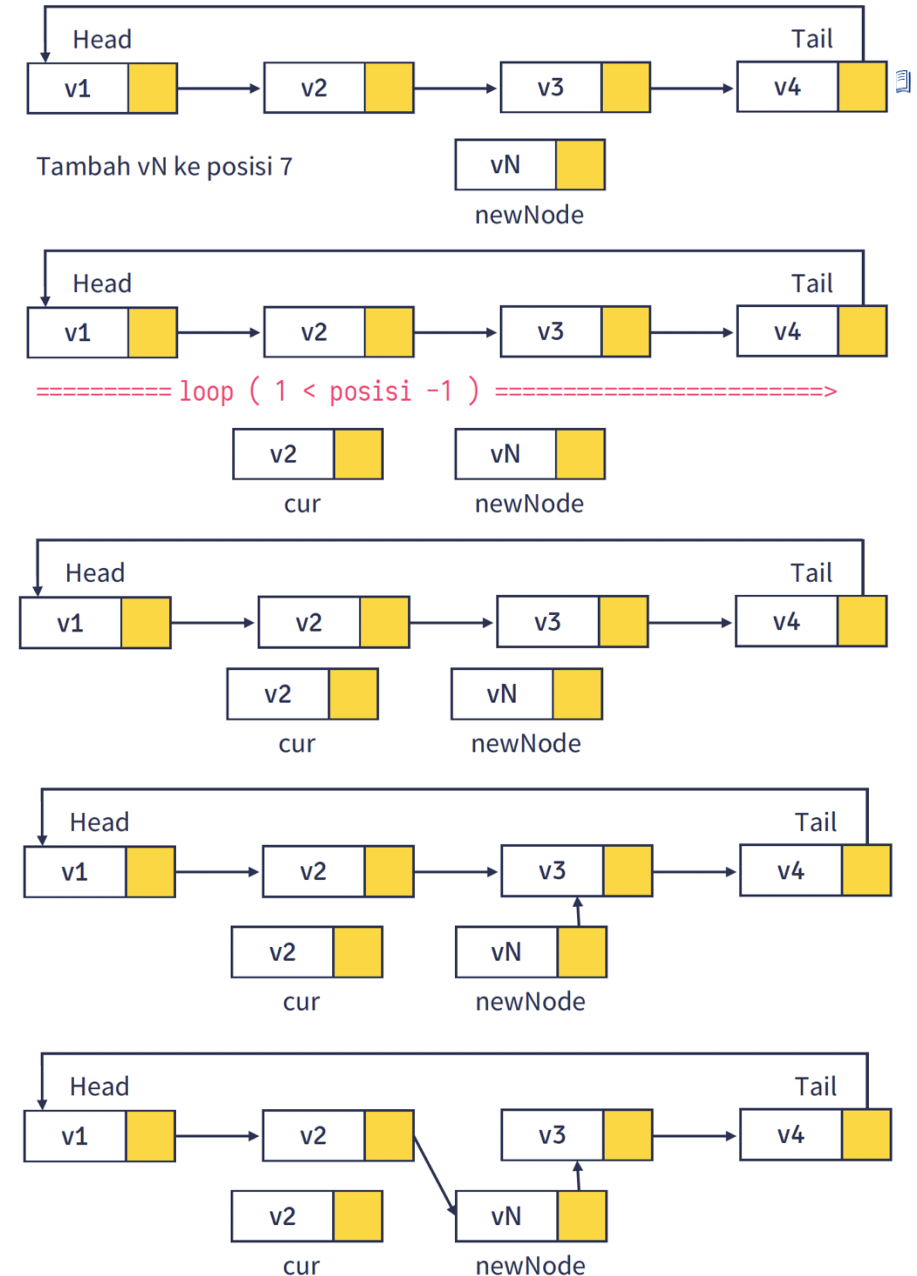 Head Tail
v1 v2 v3 v4
Tambah vN ke posisi 7 vN
newNode
Head Tail
v1 v2 v3 v4
========= loop ( 1 < posisi -1 ) ======================>
v2 vN
cur newNode
Head Tail
v1 v2 v3 v4
v2 vN
cur newNode
Head Tail
v1 v2 v3 v4
v2 vN
cur newNode
Head Tail
v1 v2 v3 v4
v2 vN
cur newNode